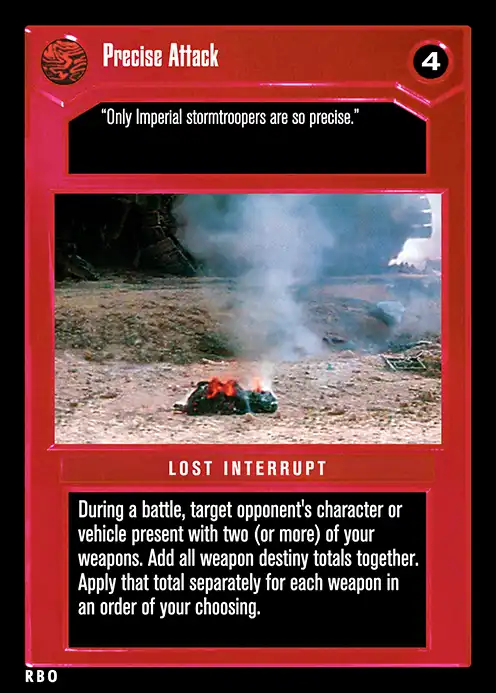 Precise Attack
4
“Only Imperial stormtroopers are so precise.”
LOST INTERRUPT
During a battle, target opponent's character or
vehicle present with two (or more) of your
weapons. Add all weapon destiny totals together.
Apply that total separately for each weapon in
an order of your choosing.
RBO